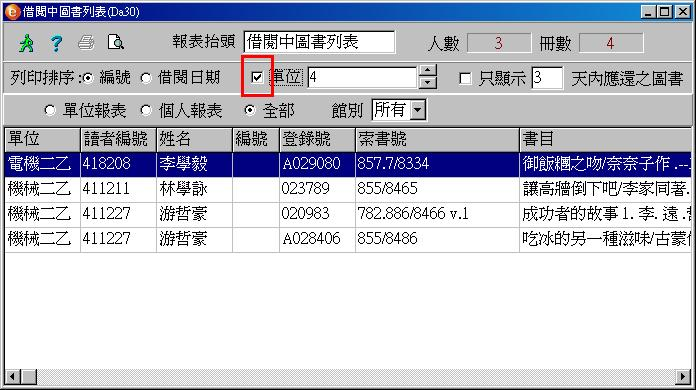 借閱中圖書列表(Da30)
報表抬頭 借閱中圖書列表 人數 3 冊數 4
列印排序: 編號 借閱日期 單位 4 只顯示 3 天內應還之圖書
單位報表 個人報表 全部 館別 所有
單位 讀者編號 姓名 編號 登錄號 索書號 書目
電機二乙 418208 李學毅 A029080 857.7/8334 御飯糰之吻/奈奈子作 .--
機械二乙 411211 林學詠 023789 855/8465 讓高牆倒下吧/李家同著.
機械二乙 411227 游哲豪 020983 782.886/8466 v.1 成功者的故事 1. 李. 遠 .
機械二乙 411227 游哲豪 A028406 855/8486 吃冰的另一種滋味/古蒙